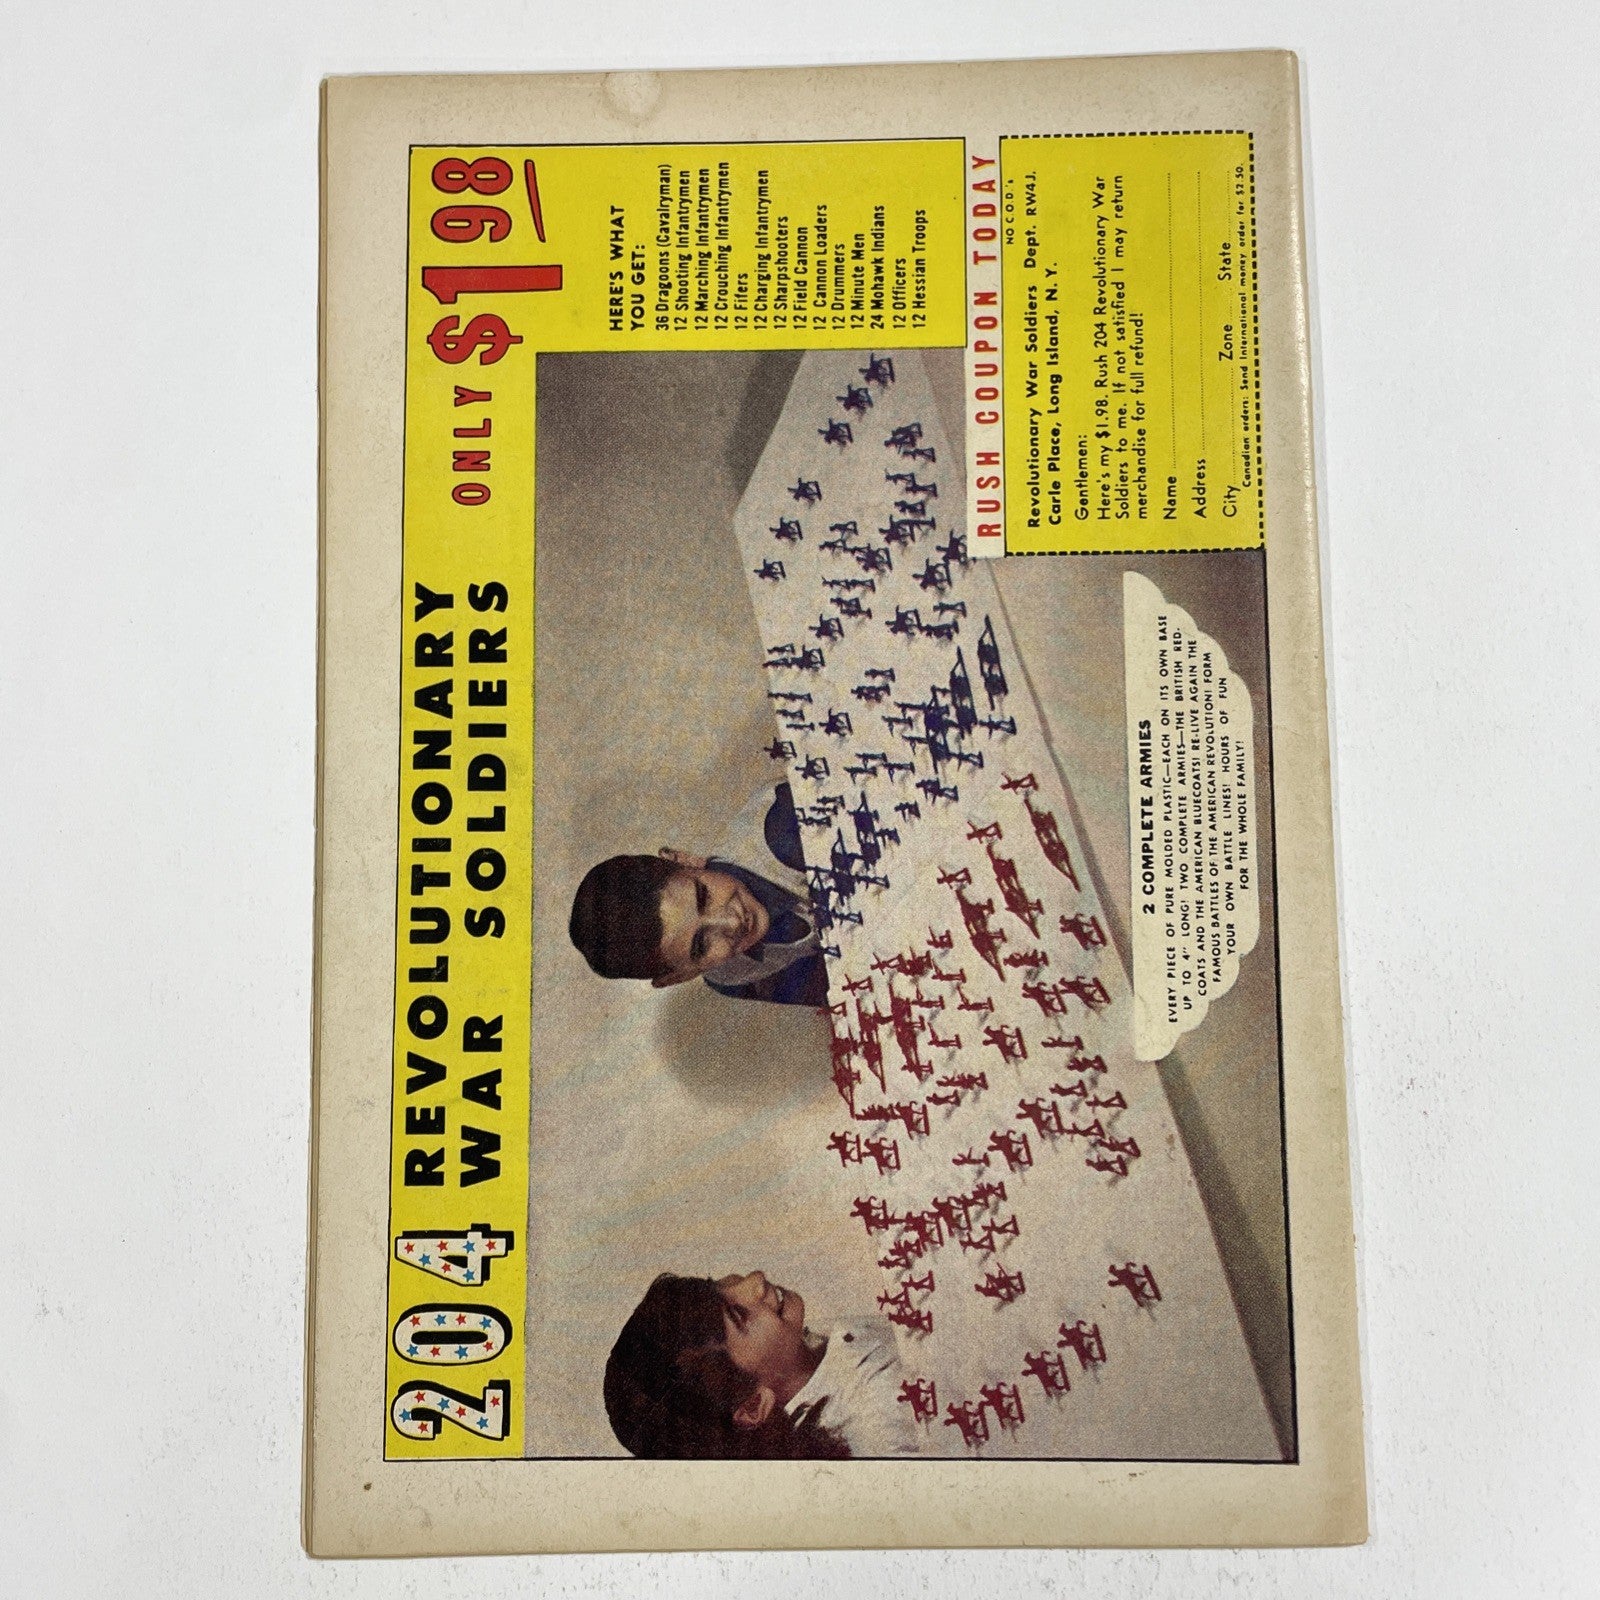 204 REVOLUTIONARY
WAR SOLDIERS
ONLY $1 98
HERE'S WHAT
YOU GET:
36 Dragoons (Cavalryman)
12 Shooting Infantrymen
12 Marching Infantrymen
12 Crouching Infantrymen
12 Fifers
12 Charging Infantrymen
12 Sharpshooters
12 Field Cannon
12 Cannon Loaders
12 Drummers
12 Minute Men
24 Mohawk Indians
12 Officers
12 Hessian Troops
2 COMPLETE ARMIES
EVERY PIECE OF PURE MOLDED PLASTIC—EACH ON ITS OWN BASE
UP TO 4" LONG! TWO COMPLETE ARMIES—THE BRITISH RED.
COATS AND THE AMERICAN BLUECOATS! RE-LIVE AGAIN THE
FAMOUS BATTLES OF THE AMERICAN REVOLUTION! FORM
YOUR OWN BATTLE LINES! HOURS OF FUN
FOR THE WHOLE FAMILY!
RUSH COUPON TODAY
NO C.O.D.'s
Revolutionary War Soldiers Dept. RW4J.
Carle Place, Long Island, N. Y.
Gentlemen:
Here's my $1.98. Rush 204 Revolutionary War
Soldiers to me. If not satisfied I may return
merchandise for full refund!
Name
Address
City Zone State
Canadian orders: Send International money order for $2.50.